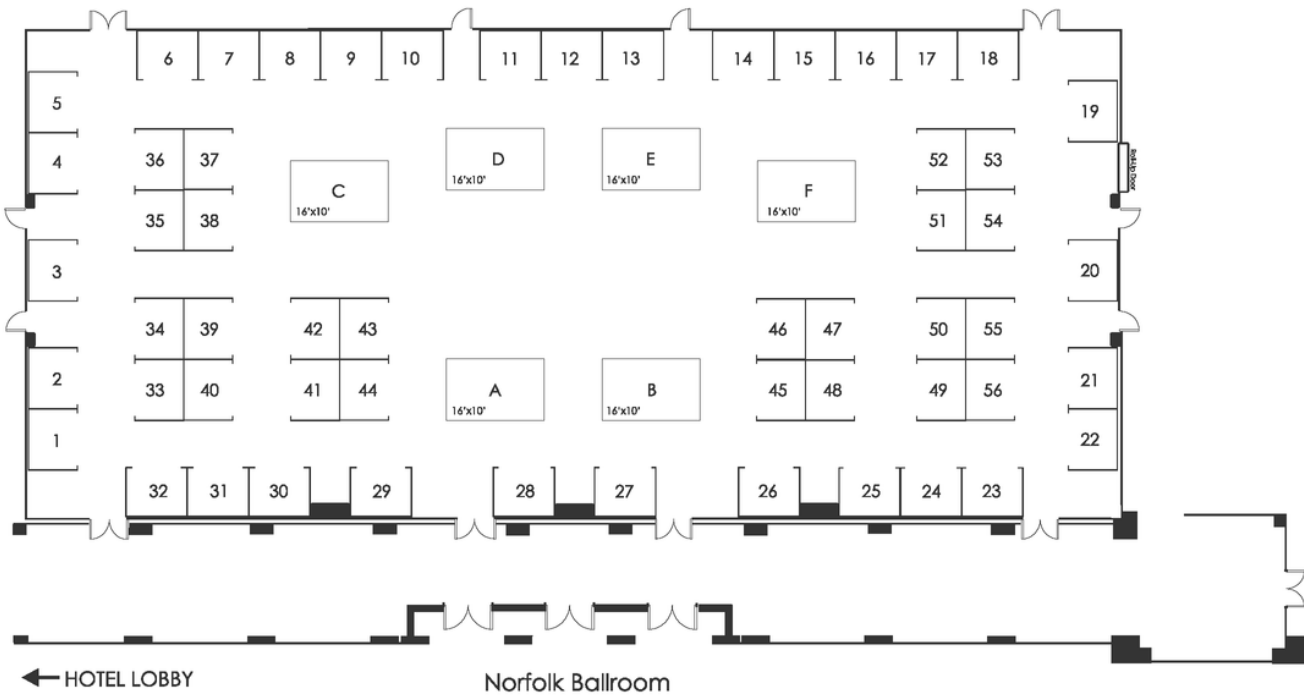 6 7 8 9 10 11 12 13 14 15 16 17 18
5 19
4 36 37 D E 52 53
16'x10' 16'x10'
Roll-Up Door
C F
16'x10' 16'x10'
35 38 51 54
3 20
34 39 42 43 46 47 50 55
2 21
33 40 41 44 A B 45 48 49 56
16'x10' 16'x10'
1 22
32 31 30 29 28 27 26 25 24 23
HOTEL LOBBY
Norfolk Ballroom